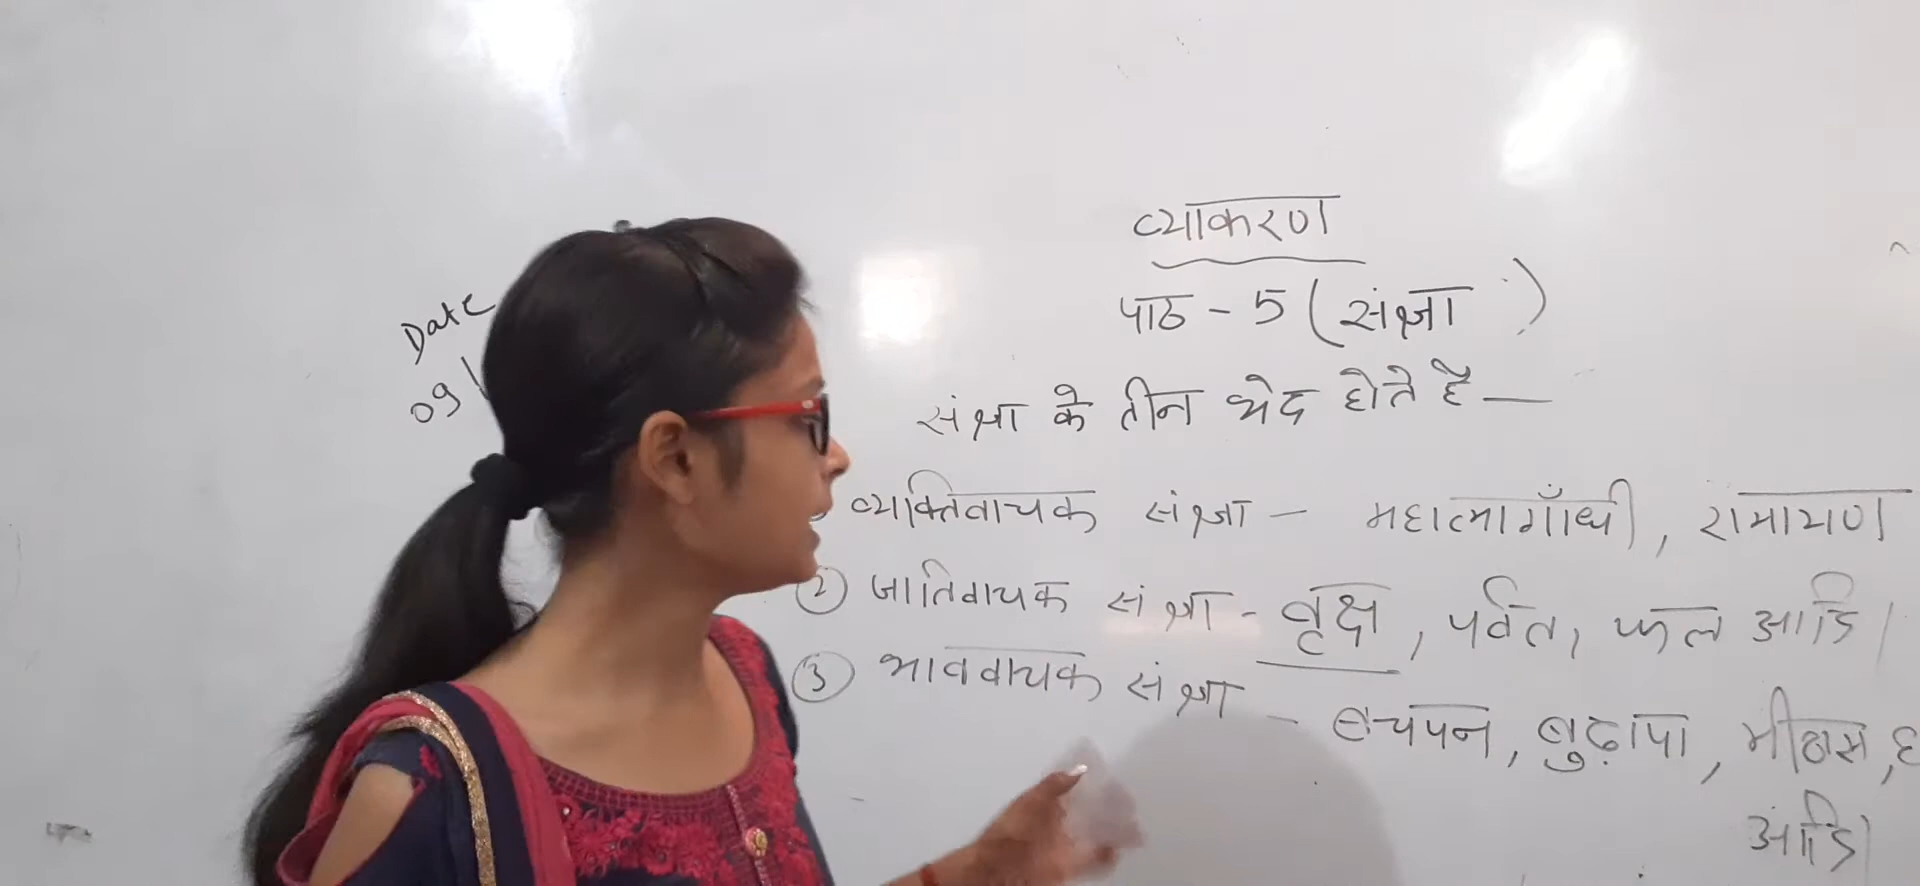 Date
09/
व्याकरण
पाठ - 5 (संज्ञा)
संज्ञा के तीन भेद होते है —
व्यक्तिवाचक संज्ञा - महात्मा गाँधी, रामायण
② जातिवाचक संज्ञा - वृक्ष, पर्वत, फल आदि।
③ भाववाचक संज्ञा - बचपन, बुढ़ापा, मीठास,
आदि।